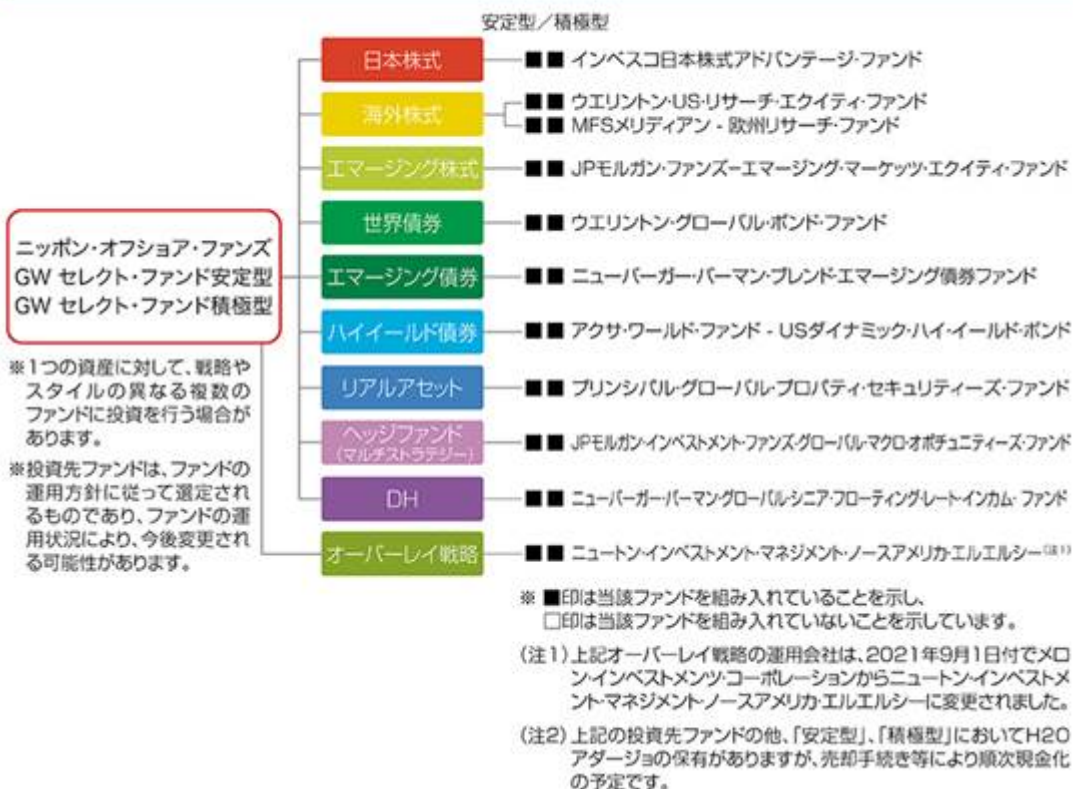 安定型／積極型
日本株式 ■■ インベスコ日本株式アドバンテージ・ファンド
海外株式 ■■ ウエリントン・US・リサーチ・エクイティ・ファンド
■■ MFSメリディアン - 欧州リサーチ・ファンド
エマージング株式 ■■ JPモルガン・ファンズ－エマージング・マーケッツ・エクイティ・ファンド
世界債券 ■■ ウエリントン・グローバル・ボンド・ファンド
エマージング債券 ■■ ニューバーガー・バーマン・ブレンド・エマージング債券ファンド
ハイイールド債券 ■■ アクサ・ワールド・ファンド - USダイナミック・ハイ・イールド・ボンド
リアルアセット ■■ プリンシパル・グローバル・プロパティ・セキュリティーズ・ファンド
ヘッジファンド
(マルチストラテジー) ■■ JPモルガン・インベストメント・ファンズ・グローバル・マクロ・オポチュニティーズ・ファンド
DH ■■ ニューバーガー・バーマン・グローバル・シニア・フローティング・レート・インカム・ファンド
オーバーレイ戦略 ■■ ニュートン・インベストメント・マネジメント・ノースアメリカ・エルエルシー(注1)
ニッポン・オフショア・ファンズ
GW セレクト・ファンド安定型
GW セレクト・ファンド積極型
※1つの資産に対して、戦略や
スタイルの異なる複数の
ファンドに投資を行う場合が
あります。
※投資先ファンドは、ファンドの
運用方針に従って選定され
るものであり、ファンドの運
用状況により、今後変更され
る可能性があります。
※ ■印は当該ファンドを組み入れていることを示し、
□印は当該ファンドを組み入れていないことを示しています。
(注1)上記オーバーレイ戦略の運用会社は、2021年9月1日付でメロ
ン・インベストメンツ・コーポレーションからニュートン・インベストメ
ント・マネジメント・ノースアメリカ・エルエルシーに変更されました。
(注2)上記の投資先ファンドの他、「安定型」、「積極型」においてH2O
アダージョの保有がありますが、売却手続き等により順次現金化
の予定です。